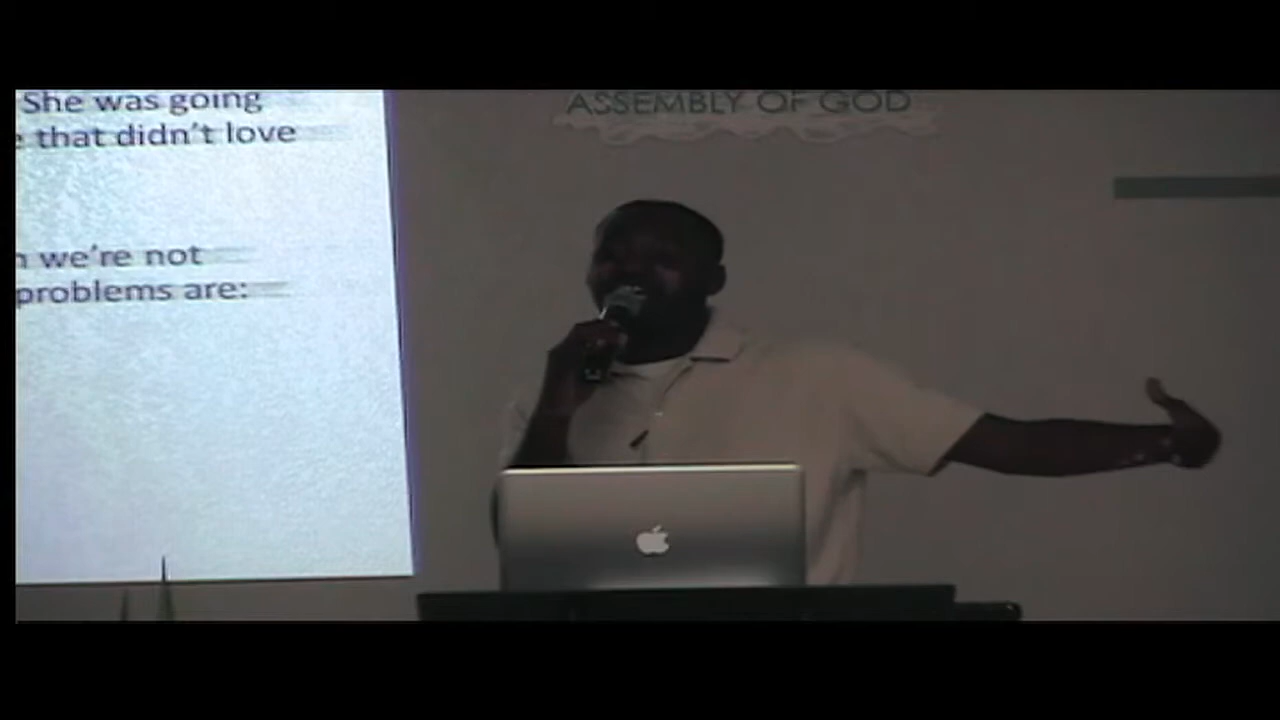 She was going
that didn't love
we're not
problems are:
ASSEMBLY OF GOD